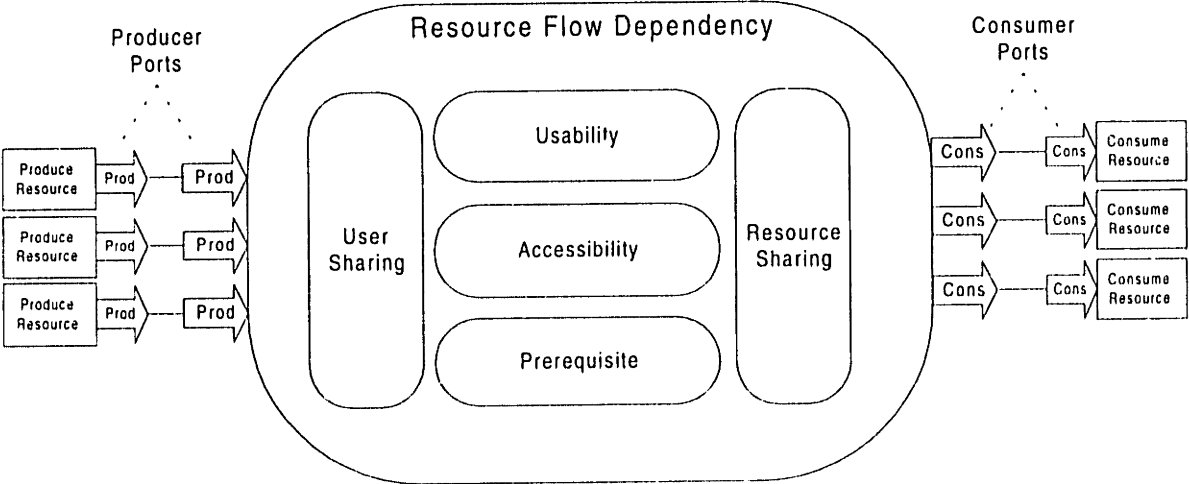 Resource Flow Dependency
Producer
Ports
Consumer
Ports
Produce
Resource
Prod
Prod
Produce
Resource
Prod
Prod
Produce
Resource
Prod
Prod
User
Sharing
Usability
Accessibility
Prerequisite
Resource
Sharing
Cons
Cons
Consume
Resource
Cons
Cons
Consume
Resource
Cons
Cons
Consume
Resource